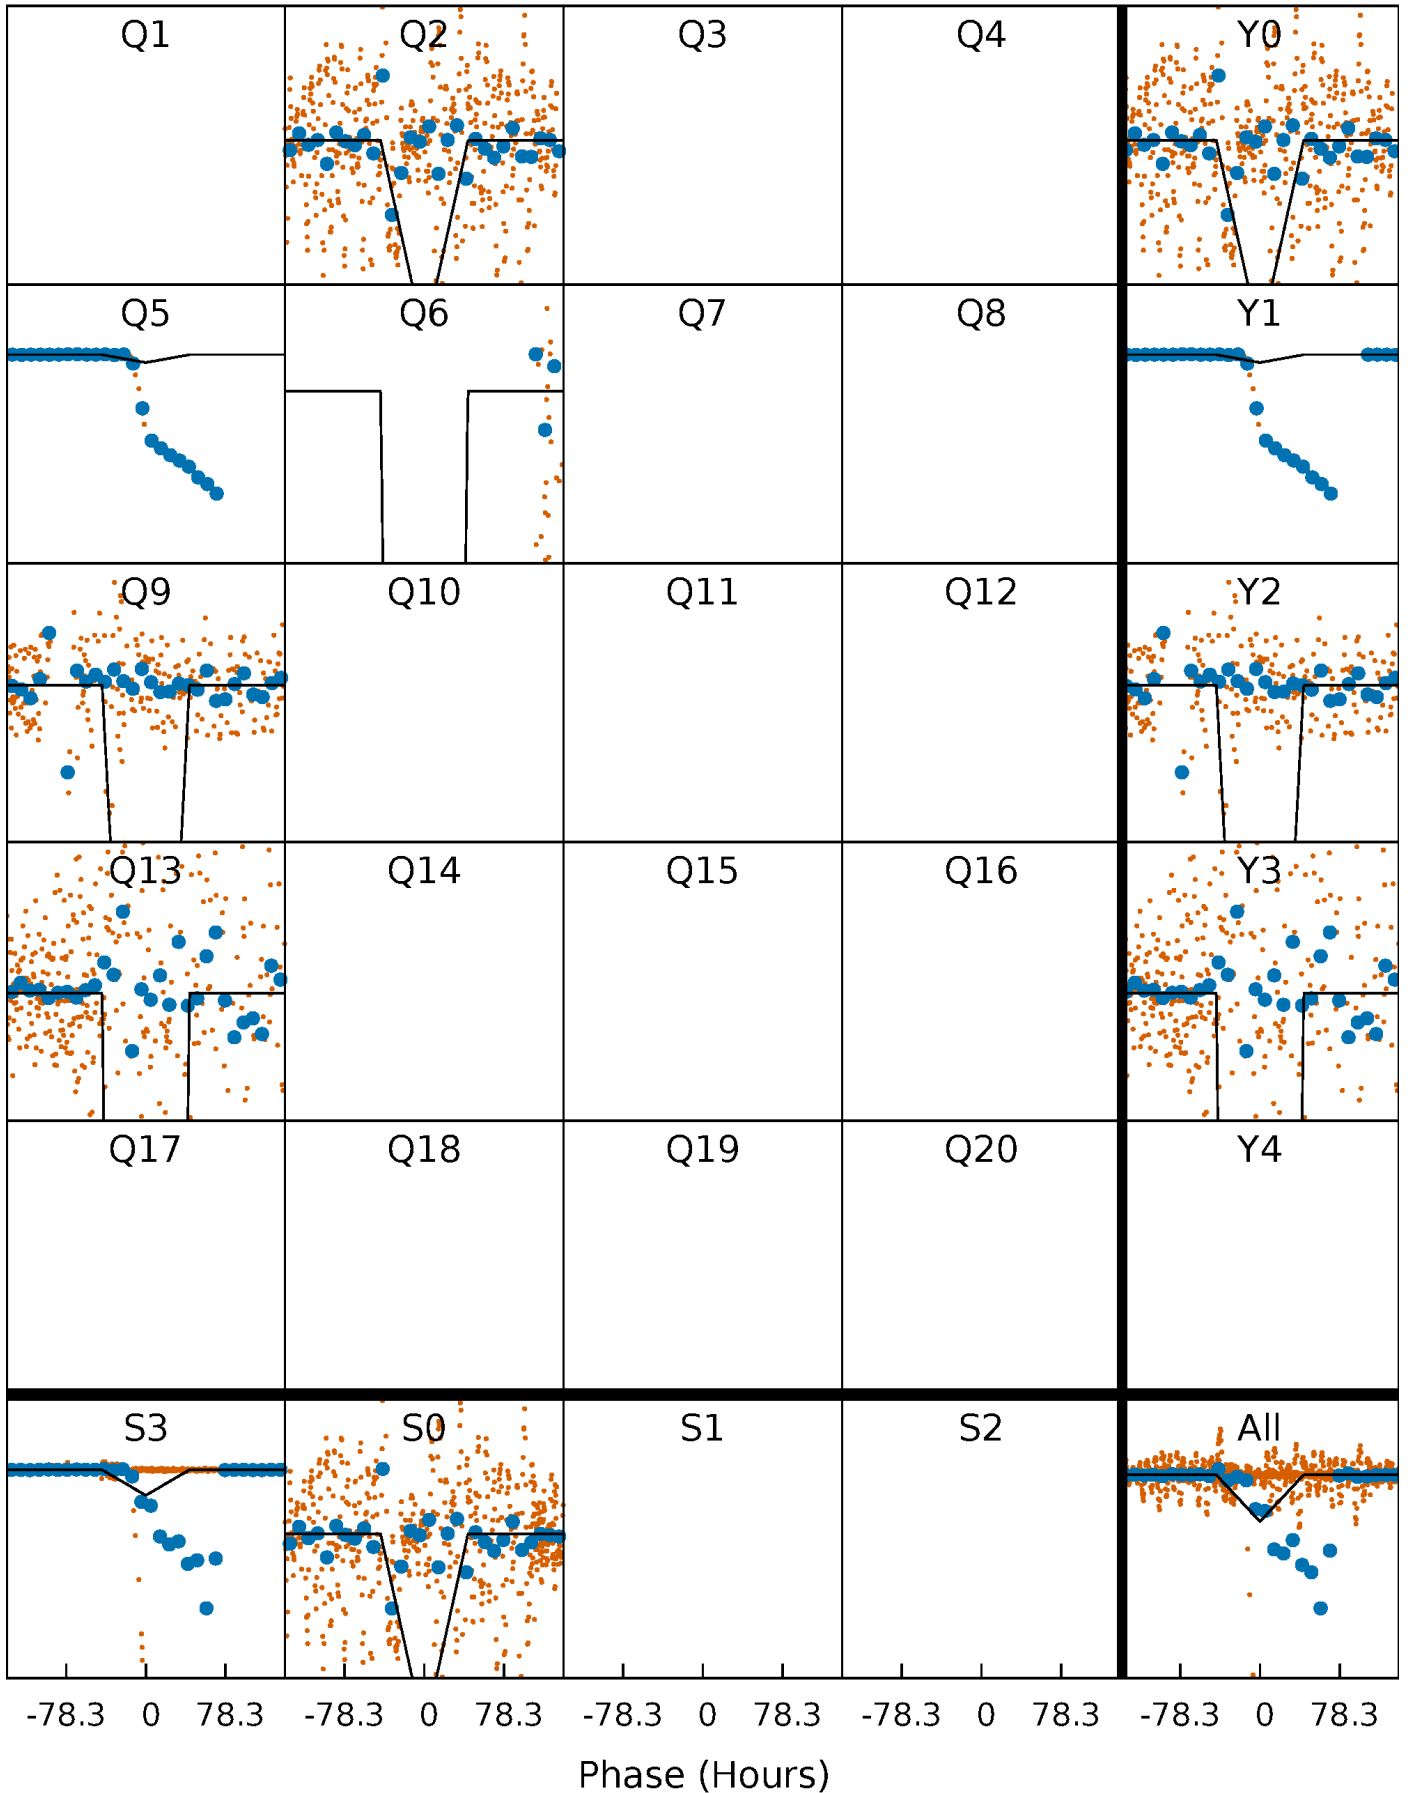 Q1 Q2 Q3 Q4 Y0
Q5 Q6 Q7 Q8 Y1
Q9 Q10 Q11 Q12 Y2
Q13 Q14 Q15 Q16 Y3
Q17 Q18 Q19 Q20 Y4
S3 S0 S1 S2 All
-78.3 0 78.3 -78.3 0 78.3 -78.3 0 78.3 -78.3 0 78.3 -78.3 0 78.3
Phase (Hours)